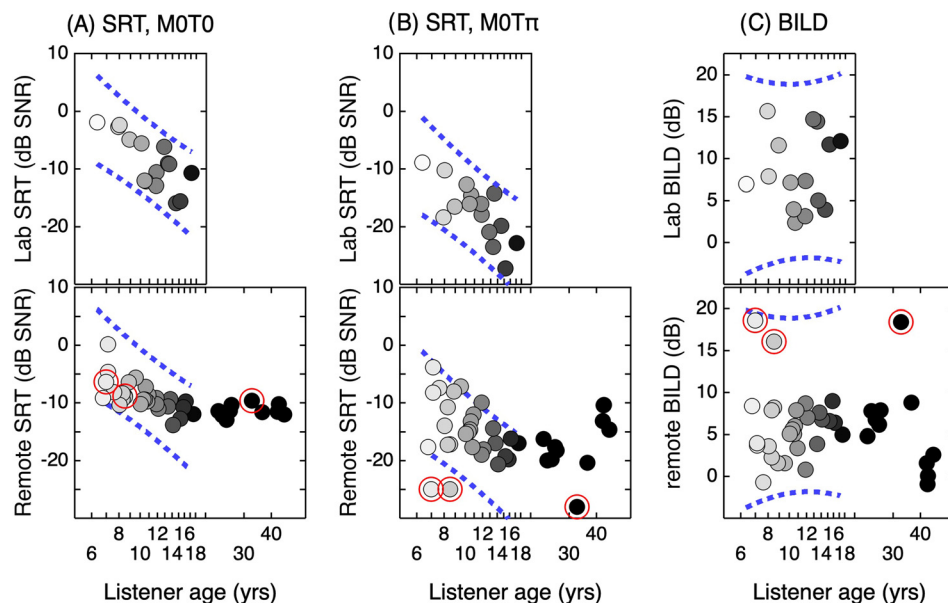 (A) SRT, M0T0
(B) SRT, M0Tπ
(C) BILD
Lab SRT (dB SNR)
10
0
-10
-20
Lab SRT (dB SNR)
10
0
-10
-20
10
Lab BILD (dB)
20
15
10
5
0
Remote SRT (dB SNR)
10
0
-10
-20
-30
Remote SRT (dB SNR)
10
0
-10
-20
-30
remote BILD (dB)
20
15
10
5
0
8 12 16 40
6 10 14 18 30
Listener age (yrs)
8 12 16 40
6 10 14 18 30
Listener age (yrs)
8 12 16 40
6 10 14 18 30
Listener age (yrs)